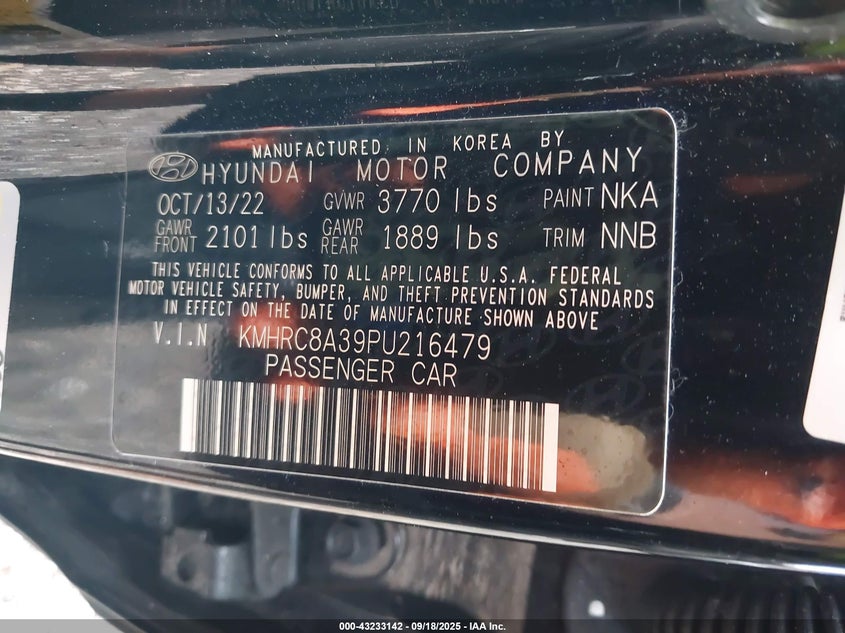 MANUFACTURED IN KOREA BY
HYUNDAI MOTOR COMPANY
OCT/13/22 GVWR 3770 lbs PAINT NKA
GAWR FRONT 2101 lbs GAWR REAR 1889 lbs TRIM NNB
THIS VEHICLE CONFORMS TO ALL APPLICABLE U.S.A. FEDERAL
MOTOR VEHICLE SAFETY, BUMPER, AND THEFT PREVENTION STANDARDS
IN EFFECT ON THE DATE OF MANUFACTURE SHOWN ABOVE
V.I.N KMHRC8A39PU216479
PASSENGER CAR
000-43233142 - 09/18/2025 - IAA Inc.